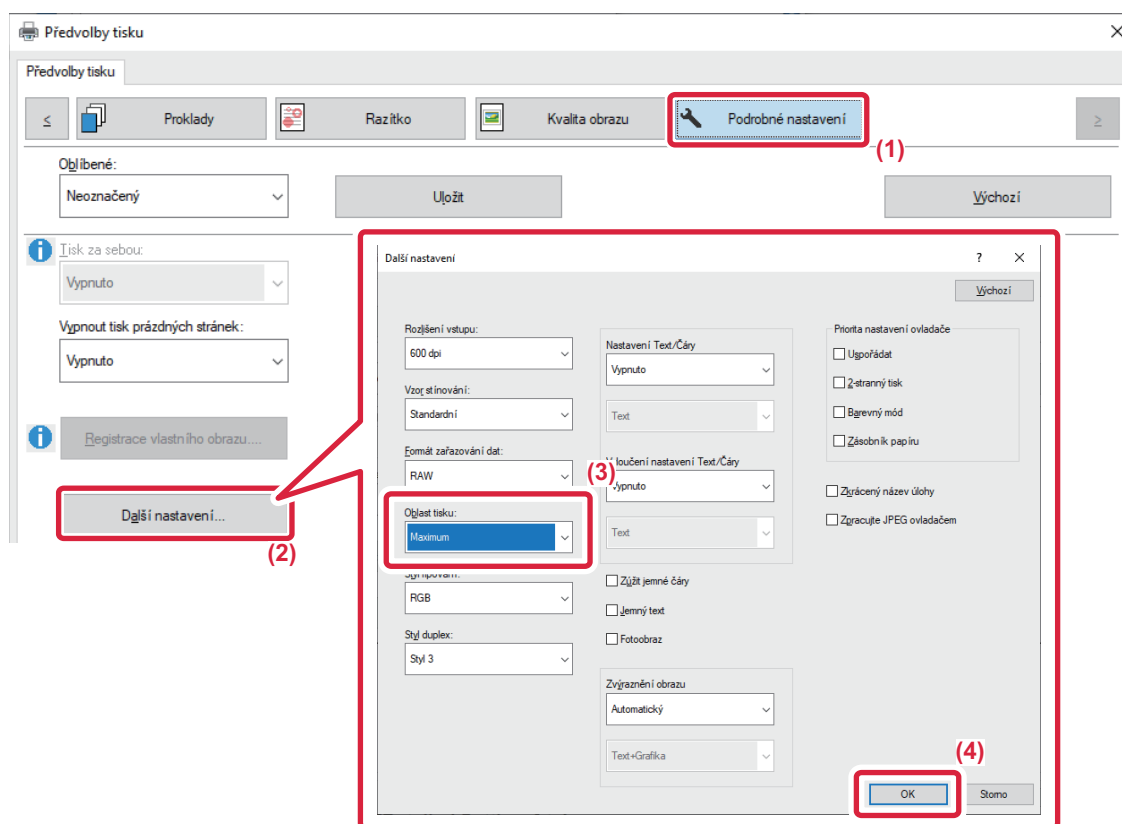 Předvolby tisku
Předvolby tisku
<
Proklady
Razítko
Kvalita obrazu
Podrobné nastavení
>
(1)
Oblíbené:
Neoznačený
Uložit
Výchozí
Tisk za sebou:
Vypnuto
Vypnout tisk prázdných stránek:
Vypnuto
Registrace vlastního obrazu....
Další nastavení...
(2)
Další nastavení
?
Výchozí
Rozlišení vstupu:
600 dpi
Vzor stínování:
Standardní
Formát zařazování dat:
RAW
(3)
Oblast tisku:
Maximum
RGB
Styl duplex:
Styl 3
Nastavení Text/Čáry
Vypnuto
Text
loučení nastavení Text/Čáry
Vypnuto
Text
Zúžit jemné čáry
Jemný text
Fotoobraz
Zvýraznění obrazu
Automatický
Text+Grafika
Priorita nastavení ovladače
Uspořádat
2-stranný tisk
Barevný mód
Zásobník papíru
Zkrácený název úlohy
Zpracujte JPEG ovladačem
(4)
OK
Storno